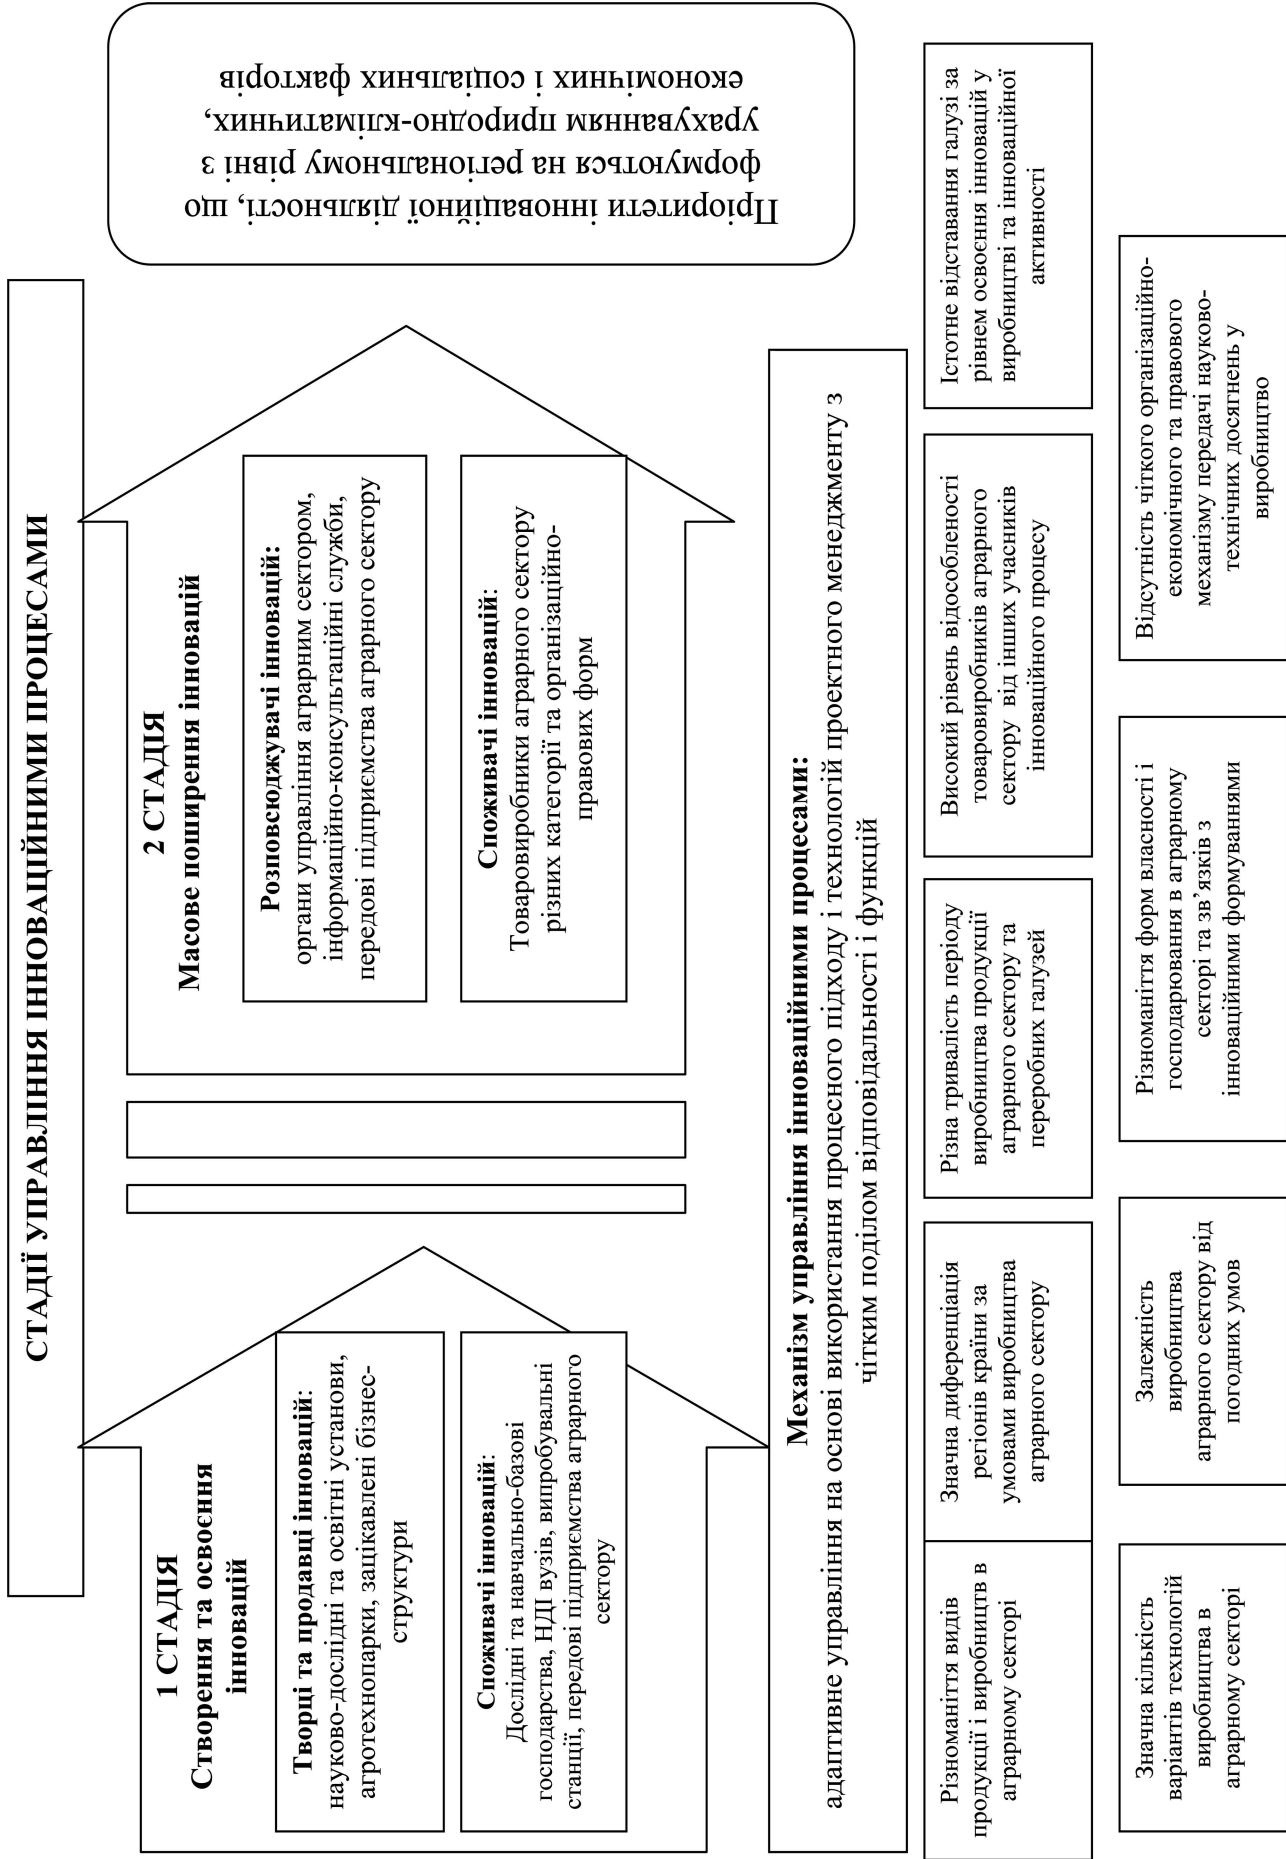 СТАДІЇ УПРАВЛІННЯ ІННОВАЦІЙНИМИ ПРОЦЕСАМИ
1 СТАДІЯ
Створення та освоєння
інновацій
Творці та продавці інновацій:
науково-дослідні та освітні установи,
агротехнопарки, зацікавлені бізнес-
структури
Споживачі інновацій:
Дослідні та навчально-базові
господарства, НДІ вузів, випробувальні
станції, передові підприємства аграрного
сектору
2 СТАДІЯ
Масове поширення інновацій
Розповсюджувачі інновацій:
органи управління аграрним сектором,
інформаційно-консультаційні служби,
передові підприємства аграрного сектору
Споживачі інновацій:
Товаровиробники аграрного сектору
різних категорії та організаційно-
правових форм
Пріоритети інноваційної діяльності, що
формуються на регіональному рівні з
урахуванням природно-кліматичних,
економічних і соціальних факторів
Механізм управління інноваційними процесами:
адаптивне управління на основі використання процесного підходу і технологій проектного менеджменту з
чітким поділом відповідальності і функцій
Різноманіття видів
продукції і виробництв в
аграрному секторі
Значна диференціація
регіонів країни за
умовами виробництва
аграрного сектору
Різна тривалість періоду
виробництва продукції
аграрного сектору та
переробних галузей
Високий рівень відособленості
товаровиробників аграрного
сектору від інших учасників
інноваційного процесу
Істотне відставання галузі за
рівнем освоєння інновацій у
виробництві та інноваційної
активності
Значна кількість
варіантів технологій
виробництва в
аграрному секторі
Залежність
виробництва
аграрного сектору від
погодних умов
Різноманіття форм власності і
господарювання в аграрному
секторі та зв’язків з
інноваційними формуваннями
Відсутність чіткого організаційно-
економічного та правового
механізму передачі науково-
технічних досягнень у
виробництво